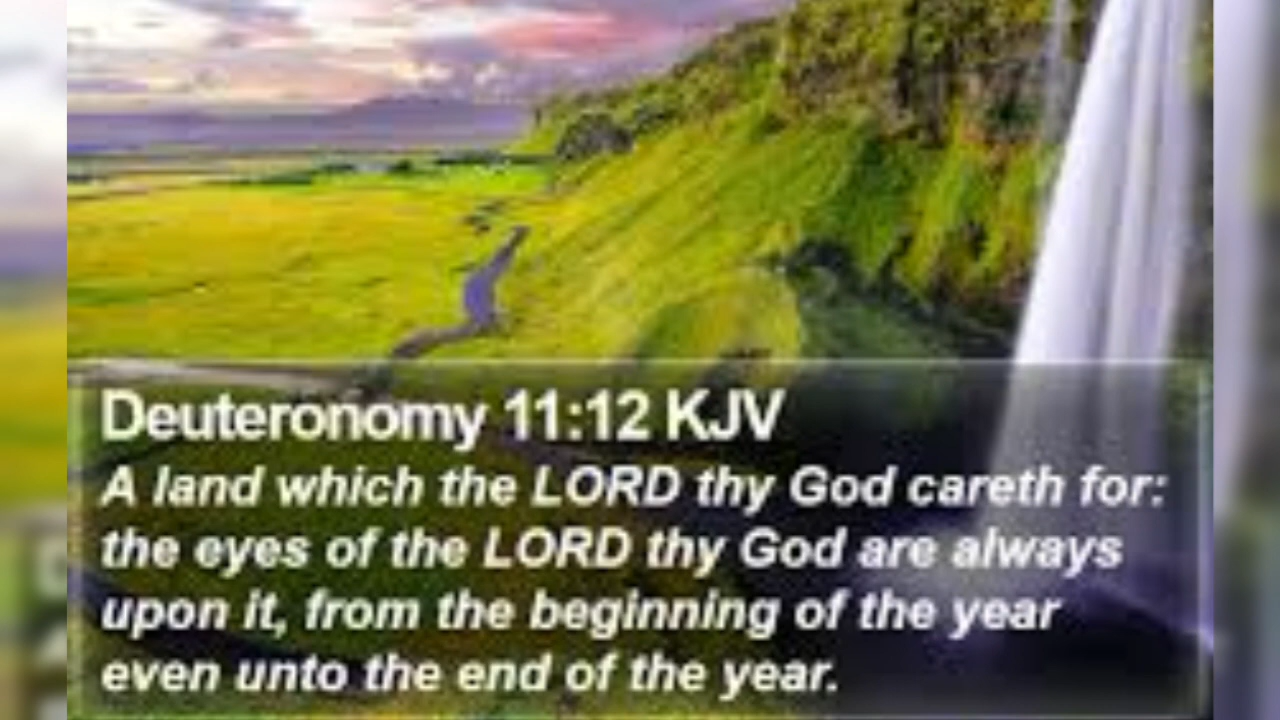 Deuteronomy 11:12 KJV
A land which the LORD thy God careth for:
the eyes of the LORD thy God are always
upon it, from the beginning of the year
even unto the end of the year.